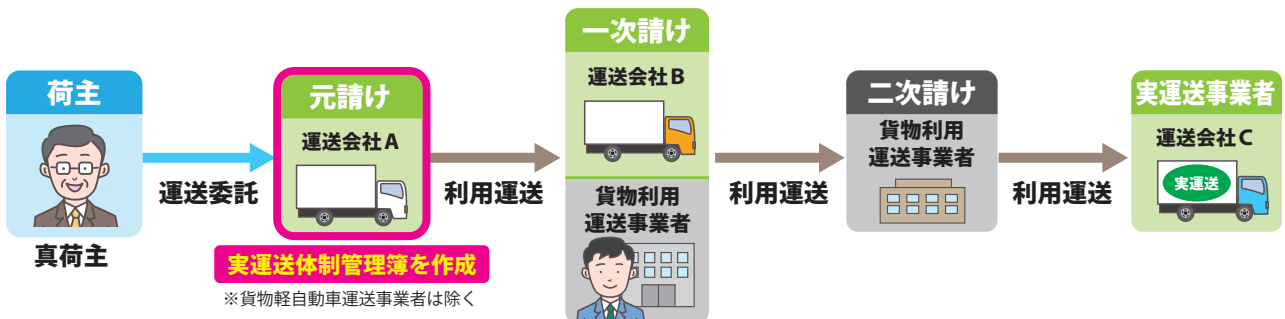 荷主
真荷主
運送委託
元請け
運送会社A
実運送体制管理簿を作成
※貨物軽自動車運送事業者は除く
利用運送
一次請け
運送会社B
貨物利用
運送事業者
利用運送
二次請け
貨物利用
運送事業者
利用運送
実運送事業者
運送会社C
実運送